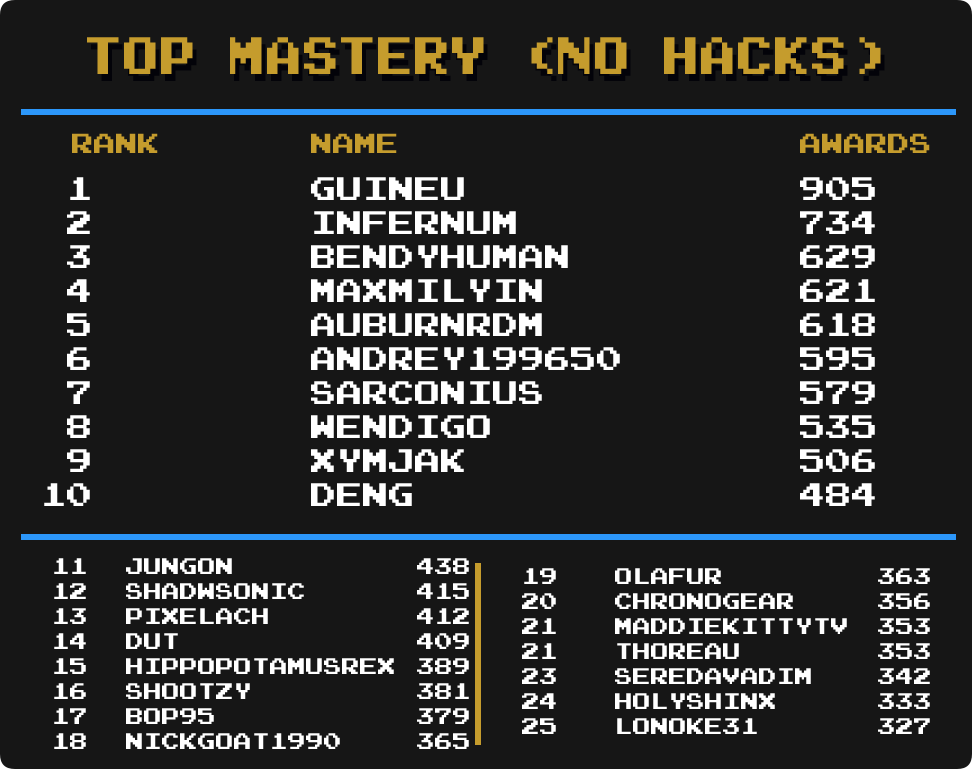 TOP MASTERY (NO HACKS)
RANK NAME AWARDS
1 GUINEU 905
2 INFERNUM 734
3 BENDYHUMAN 629
4 MAXMILYIN 621
5 AUBURNRDM 618
6 ANDREY199650 595
7 SARCONIUS 579
8 WENDIGO 535
9 XYMJAK 506
10 DENG 484
11 JUNGON 438
12 SHADWSONIC 415
13 PIXELACH 412
14 DUT 409
15 HIPPOPOTAMUSREX 389
16 SHOOTZY 381
17 BOP95 379
18 NICKGOAT1990 365
19 OLAFUR 363
20 CHRONOGEAR 356
21 MADDIEKITTYTV 353
21 THOREAU 353
23 SEREDAVADIM 342
24 HOLYSHINX 333
25 LONOKE31 327